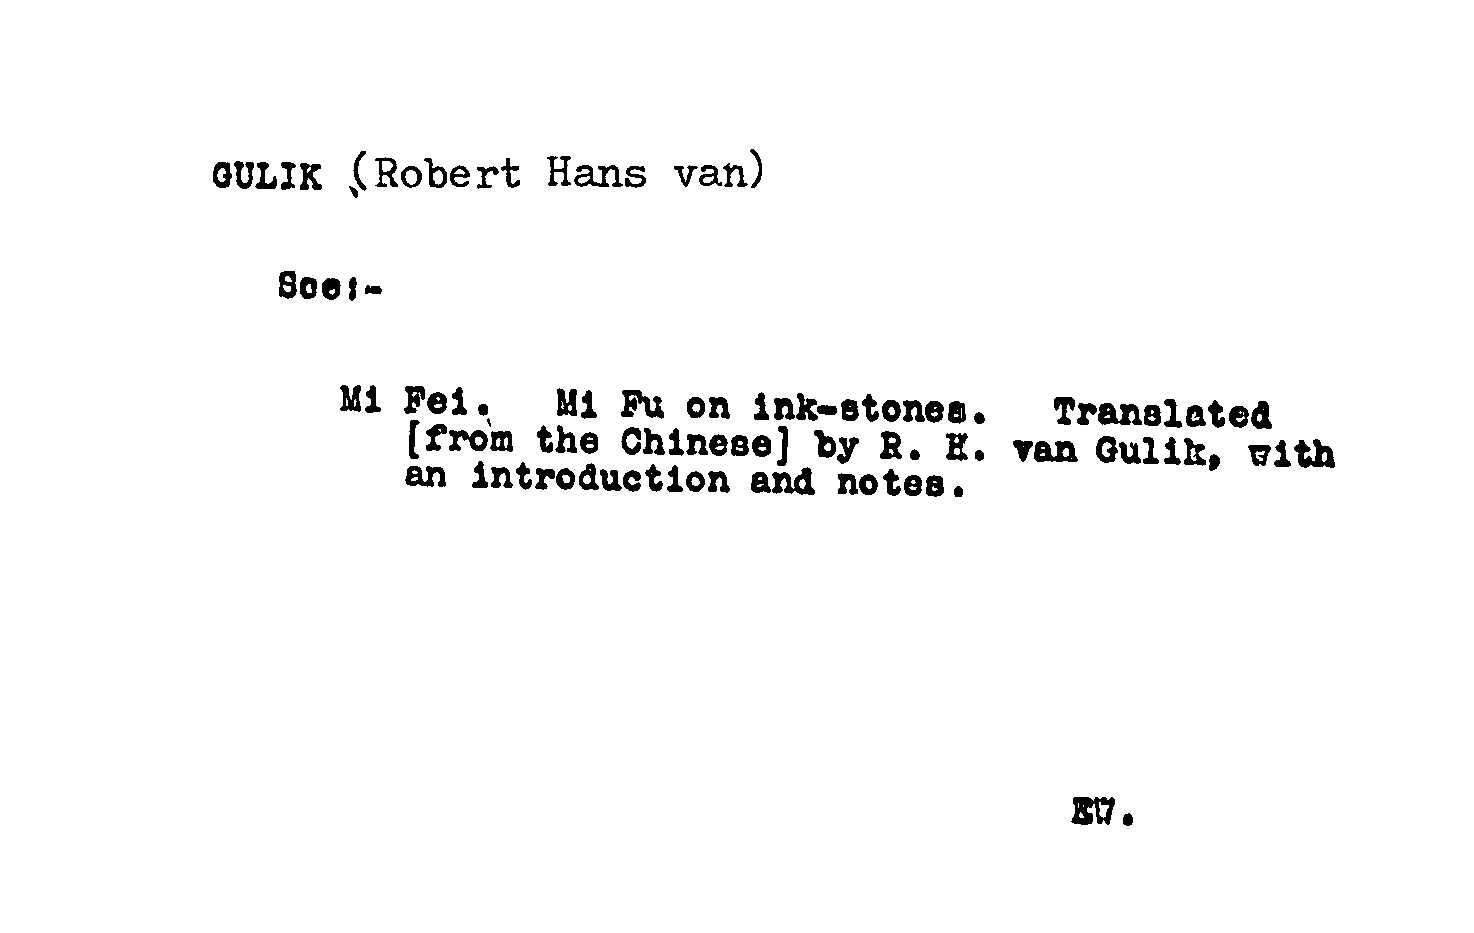 GULIK (Robert Hans van)
See:-
Mi Fei. Mi Fu on ink-stones. Translated
[from the Chinese] by R. H. van Gulik, with
an introduction and notes.
EW.